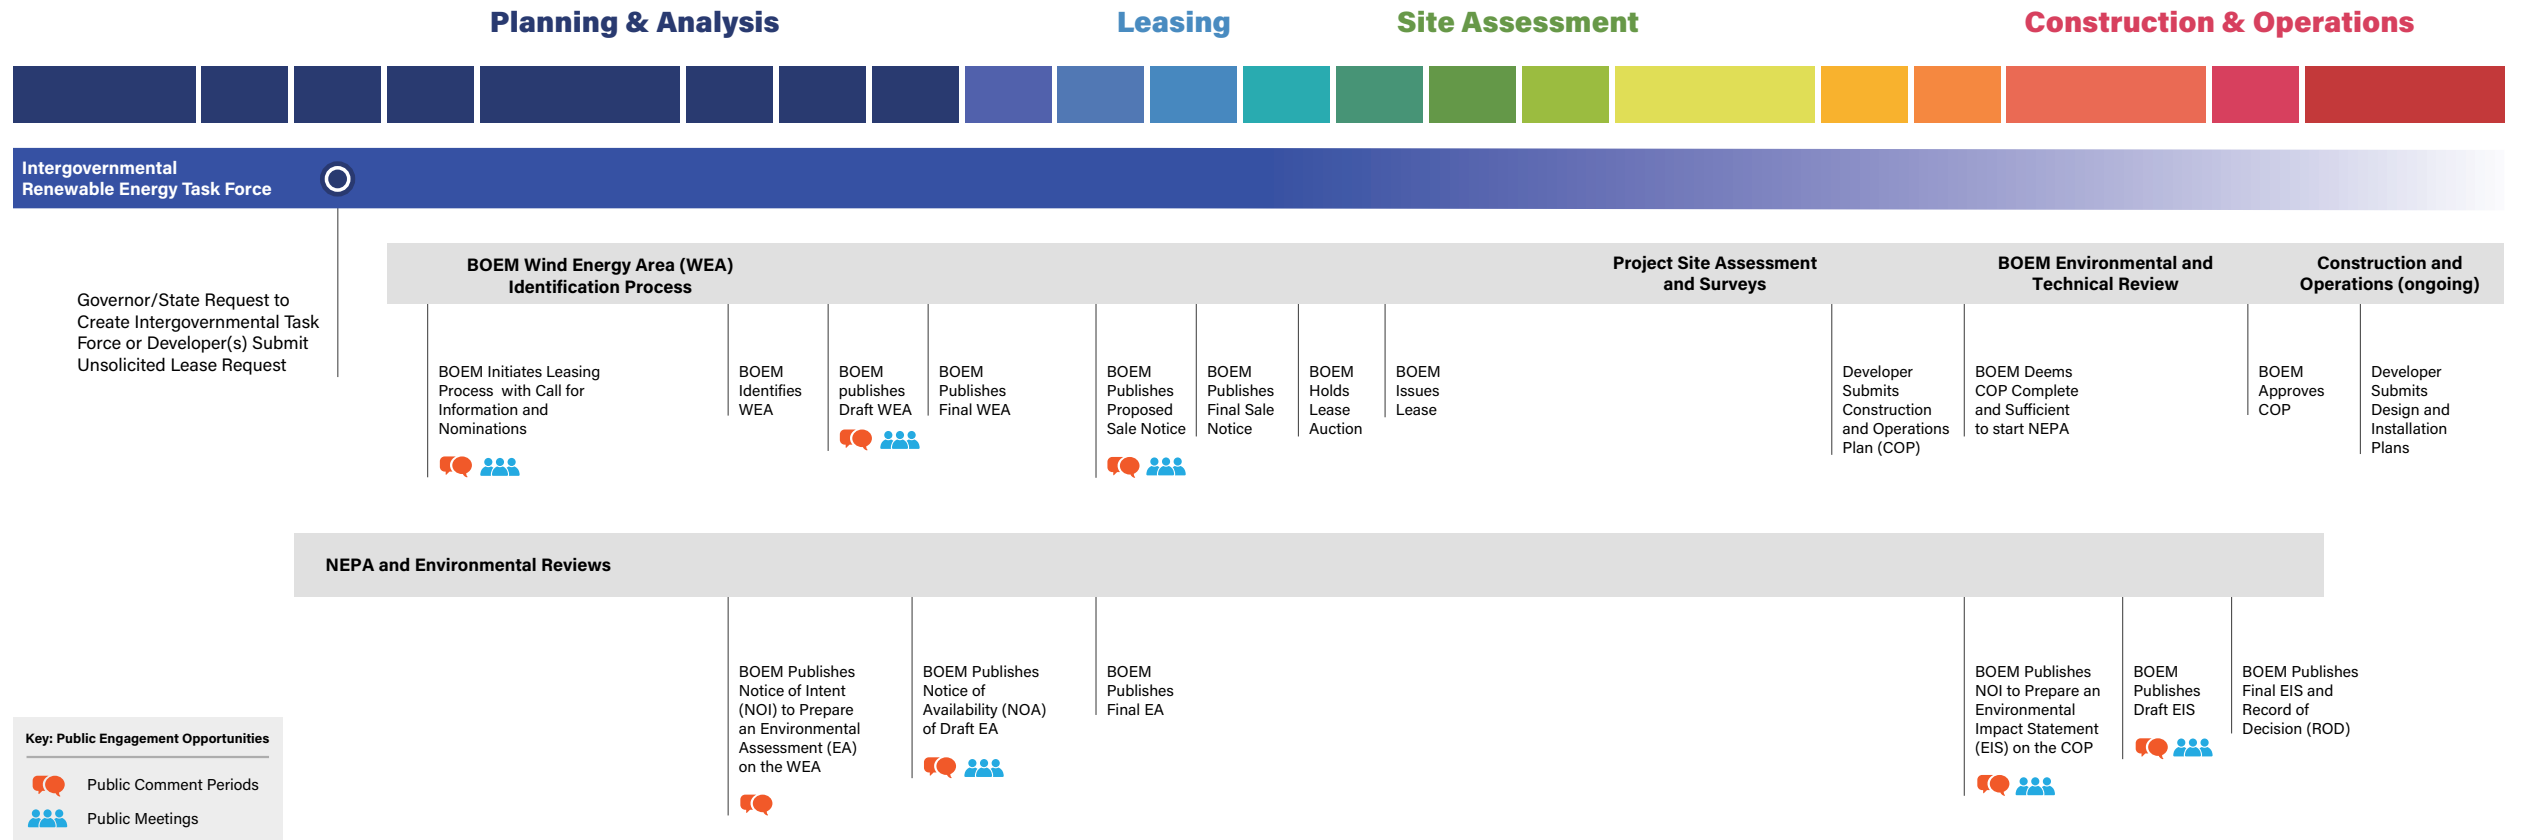 Planning & Analysis
Leasing
Site Assessment
Construction & Operations
Intergovernmental
Renewable Energy Task Force
Governor/State Request to
Create Intergovernmental Task
Force or Developer(s) Submit
Unsolicited Lease Request
BOEM Wind Energy Area (WEA)
Identification Process
Project Site Assessment
and Surveys
BOEM Environmental and
Technical Review
Construction and
Operations (ongoing)
BOEM Initiates Leasing
Process with Call for
Information and
Nominations
BOEM
Identifies
WEA
BOEM
publishes
Draft WEA
BOEM
Publishes
Final WEA
BOEM
Publishes
Proposed
Sale Notice
BOEM
Publishes
Final Sale
Notice
BOEM
Holds
Lease
Auction
BOEM
Issues
Lease
Developer
Submits
Construction
and Operations
Plan (COP)
BOEM Deems
COP Complete
and Sufficient
to start NEPA
BOEM
Approves
COP
Developer
Submits
Design and
Installation
Plans
NEPA and Environmental Reviews
BOEM Publishes
Notice of Intent
(NOI) to Prepare
an Environmental
Assessment (EA)
on the WEA
BOEM Publishes
Notice of
Availability (NOA)
of Draft EA
BOEM
Publishes
Final EA
BOEM Publishes
NOI to Prepare an
Environmental
Impact Statement
(EIS) on the COP
BOEM
Publishes
Draft EIS
BOEM Publishes
Final EIS and
Record of
Decision (ROD)
Key: Public Engagement Opportunities
Public Comment Periods
Public Meetings